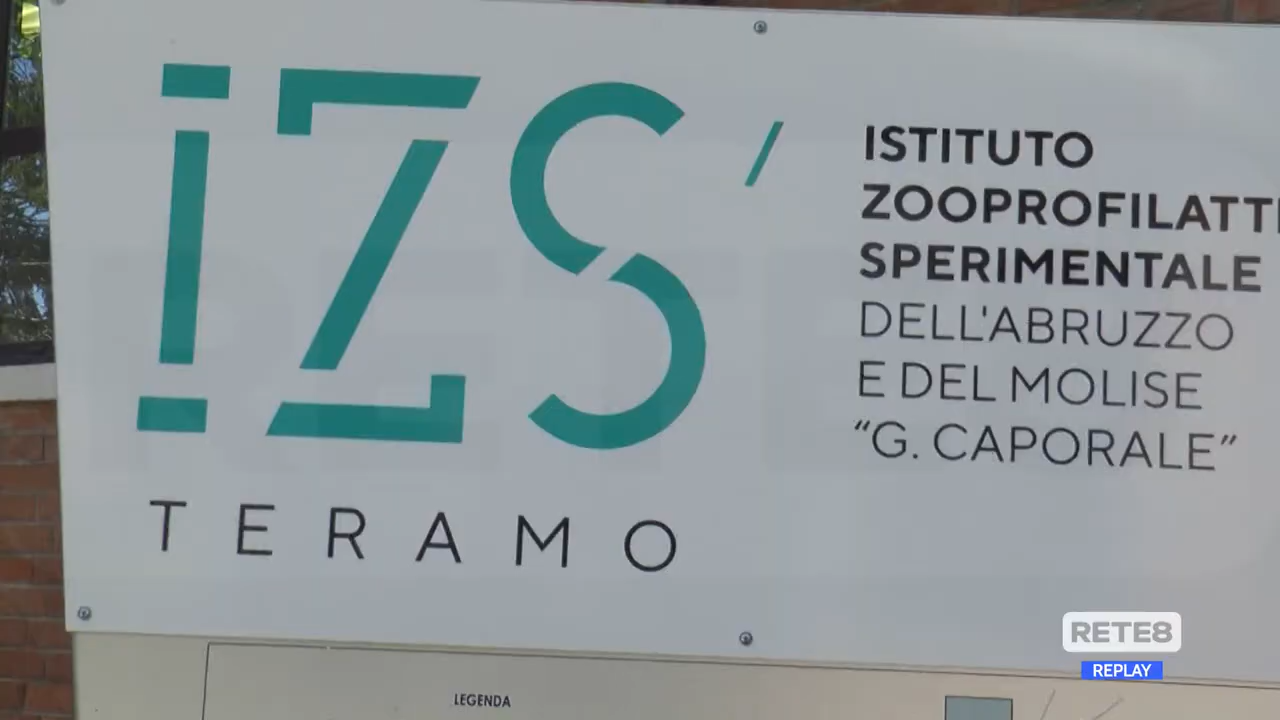 IZS'
TERAMO
ISTITUTO
ZOOPROFILATTI
SPERIMENTALE
DELL'ABRUZZO
E DEL MOLISE
“G. CAPORALE”
LEGENDA
RETE8
REPLAY